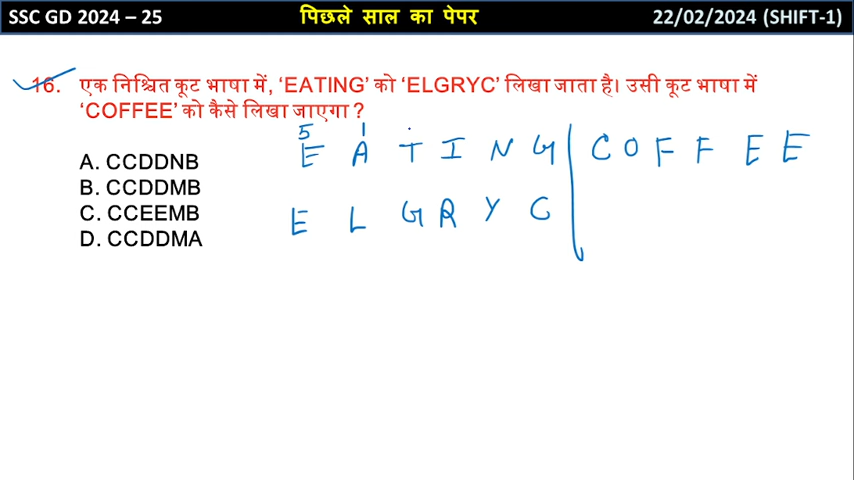 SSC GD 2024 – 25 पिछले साल का पेपर 22/02/2024 (SHIFT-1)
16. एक निश्चित कूट भाषा में, ‘EATING’ को ‘ELGRYC’ लिखा जाता है। उसी कूट भाषा में
‘COFFEE’ को कैसे लिखा जाएगा ?
A. CCDDNB
B. CCDDMB
C. CCEEMB
D. CCDDMA
5 1
E A T I N G C O F F E E
E L G R Y C